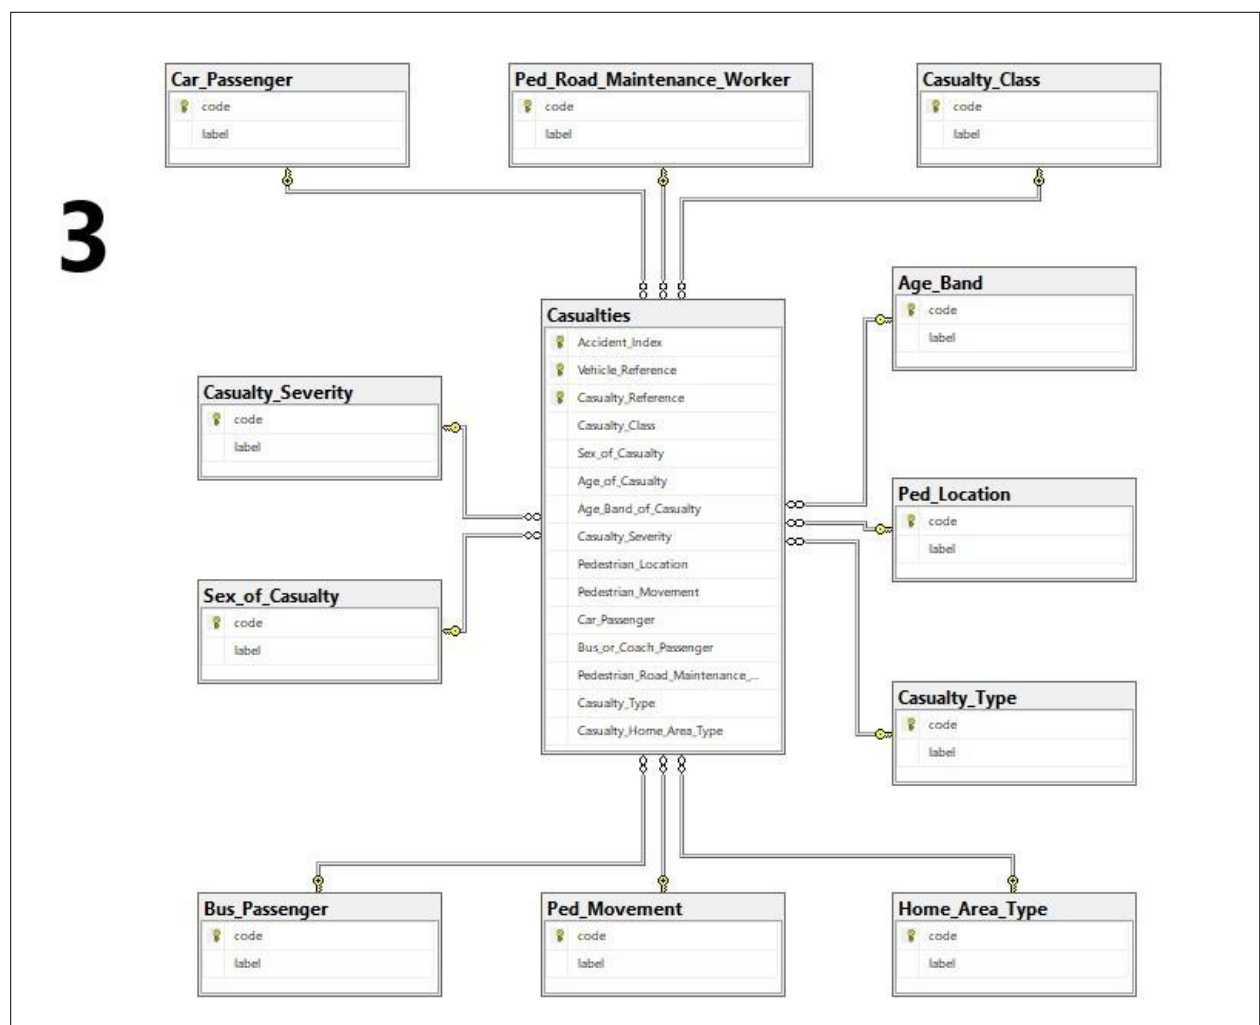 Car_Passenger
code
label
Ped_Road_Maintenance_Worker
code
label
Casualty_Class
code
label
3
Age_Band
code
label
Casualties
Accident_Index
Vehicle_Reference
Casualty_Reference
Casualty_Class
Sex_of_Casualty
Age_of_Casualty
Age_Band_of_Casualty
Casualty_Severity
Pedestrian_Location
Pedestrian_Movement
Car_Passenger
Bus_or_Coach_Passenger
Pedestrian_Road_Maintenance_...
Casualty_Type
Casualty_Home_Area_Type
Casualty_Severity
code
label
Ped_Location
code
label
Sex_of_Casualty
code
label
Casualty_Type
code
label
Bus_Passenger
code
label
Ped_Movement
code
label
Home_Area_Type
code
label